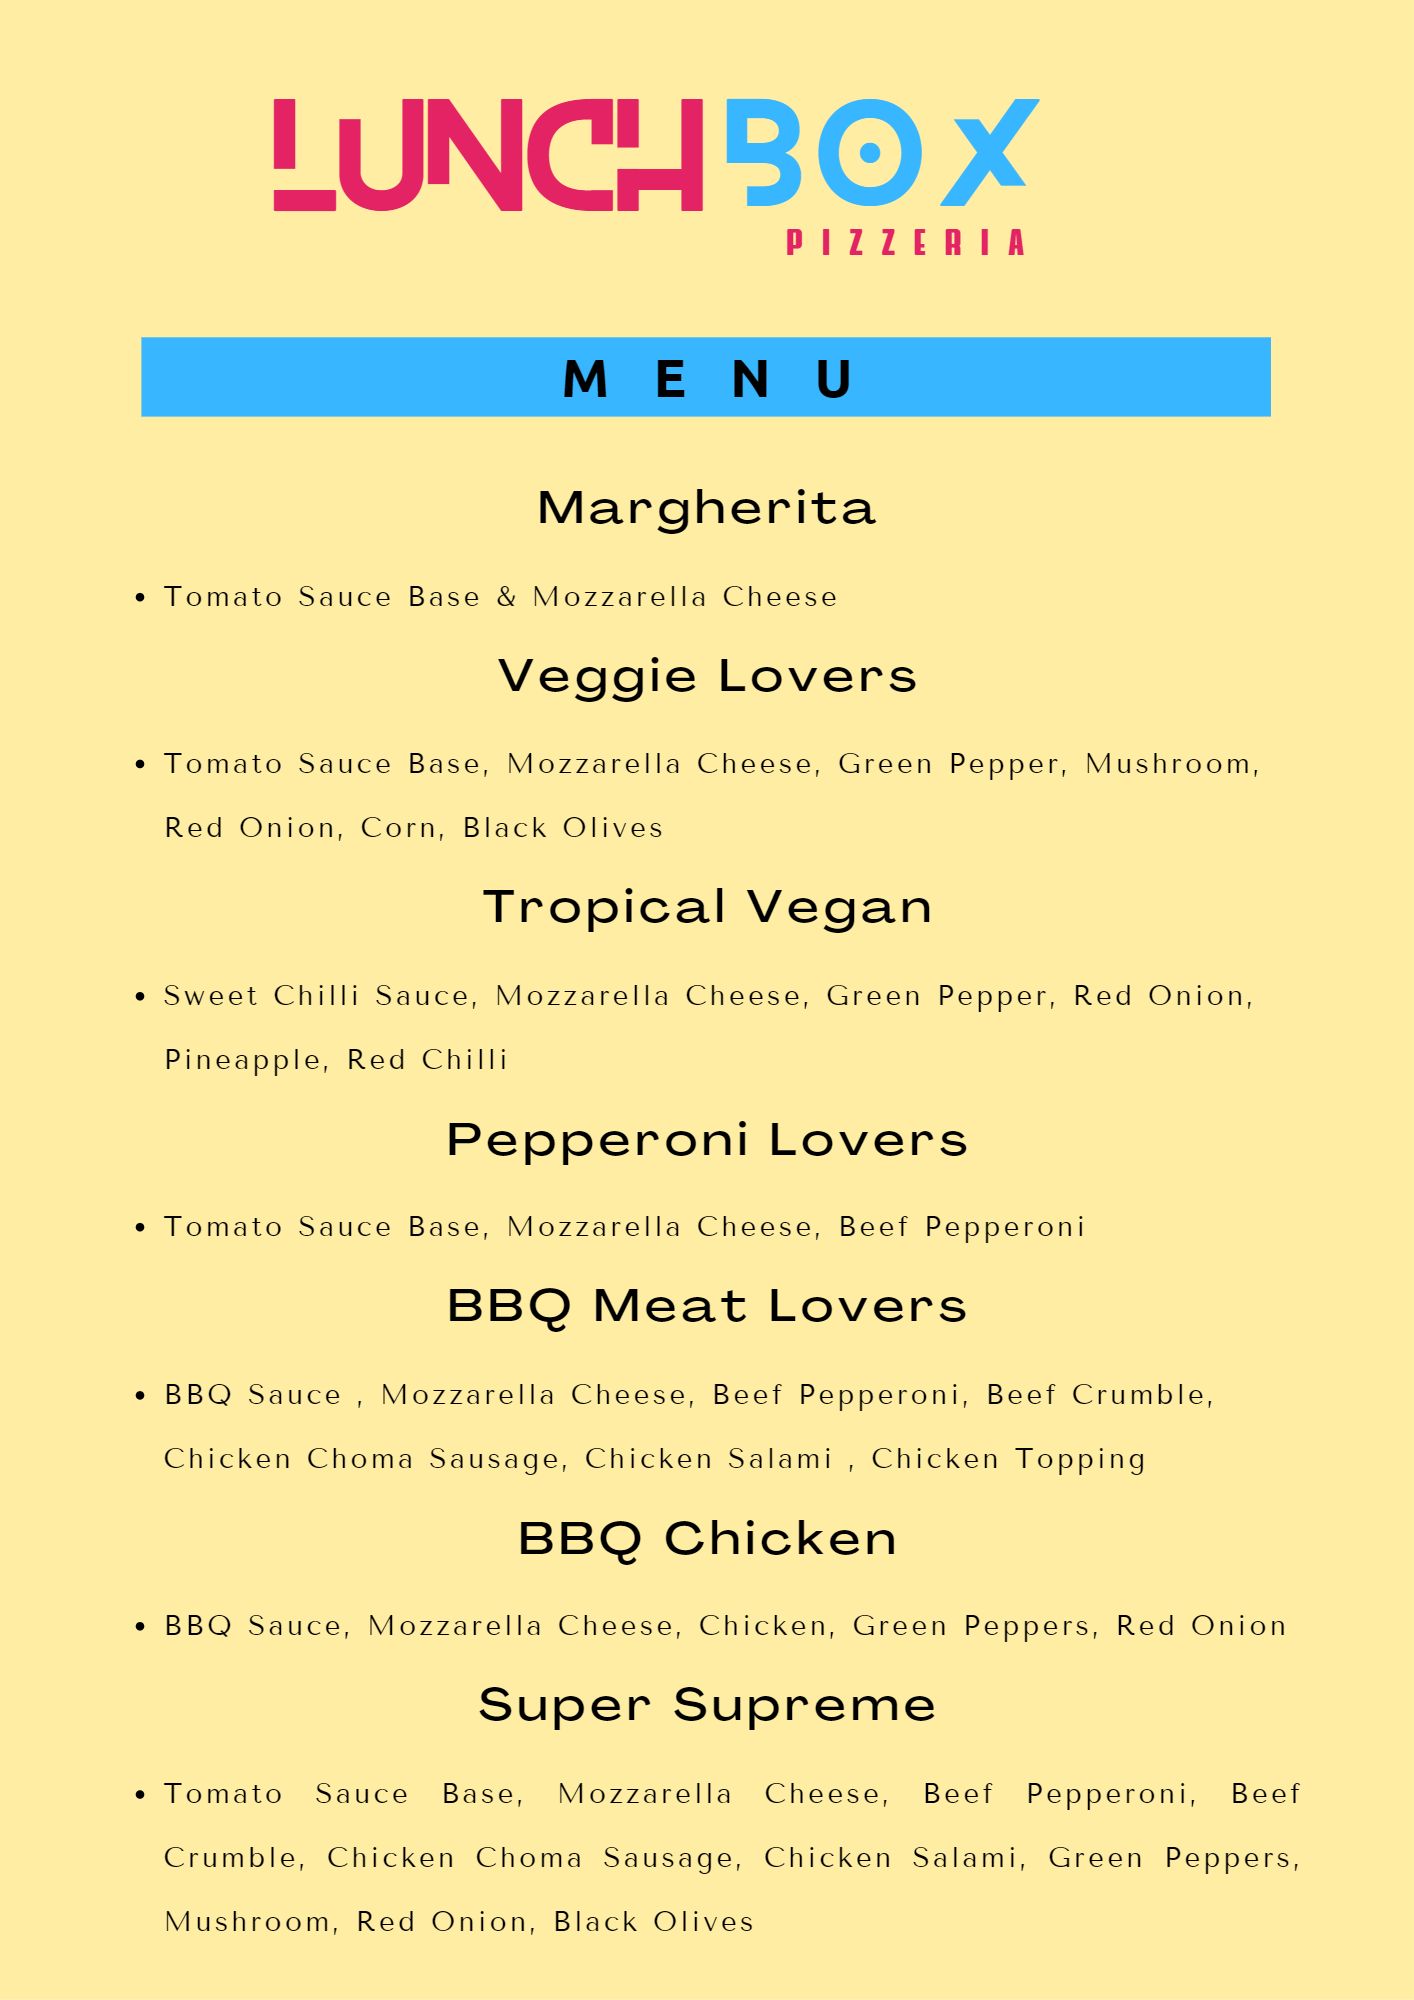 LUNCHBOX
PIZZERIA
MENU
Margherita
• Tomato Sauce Base & Mozzarella Cheese
Veggie Lovers
• Tomato Sauce Base, Mozzarella Cheese, Green Pepper, Mushroom,
Red Onion, Corn, Black Olives
Tropical Vegan
• Sweet Chilli Sauce, Mozzarella Cheese, Green Pepper, Red Onion,
Pineapple, Red Chilli
Pepperoni Lovers
• Tomato Sauce Base, Mozzarella Cheese, Beef Pepperoni
BBQ Meat Lovers
• BBQ Sauce , Mozzarella Cheese, Beef Pepperoni, Beef Crumble,
Chicken Choma Sausage, Chicken Salami , Chicken Topping
BBQ Chicken
• BBQ Sauce, Mozzarella Cheese, Chicken, Green Peppers, Red Onion
Super Supreme
• Tomato Sauce Base, Mozzarella Cheese, Beef Pepperoni, Beef
Crumble, Chicken Choma Sausage, Chicken Salami, Green Peppers,
Mushroom, Red Onion, Black Olives